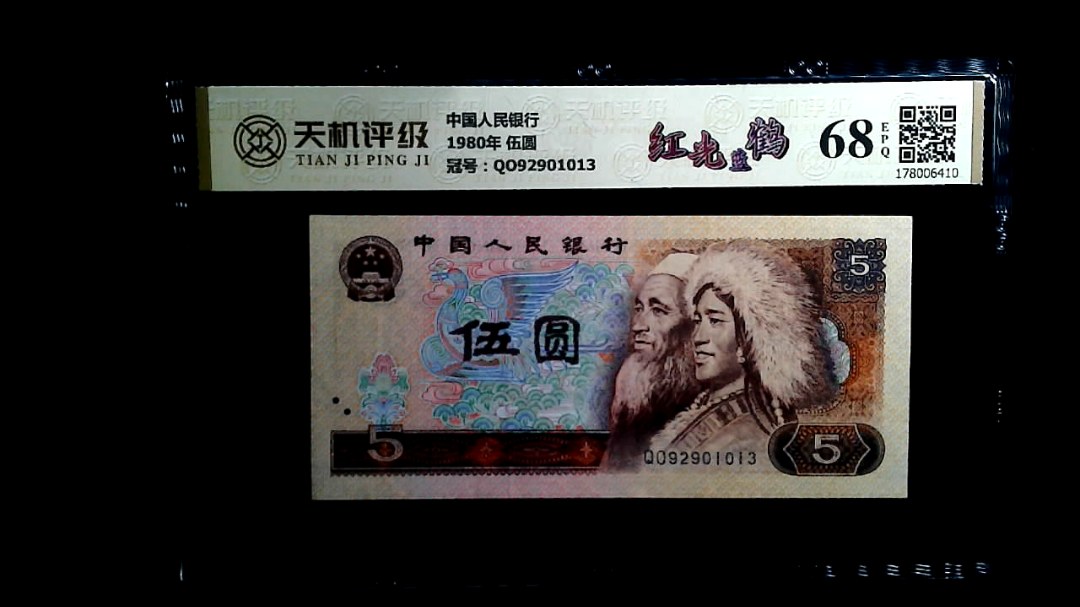 天机评级
TIAN JI PING JI
中国人民银行
1980年 伍圆
冠号：QO92901013
红光蓝鹤
68
EPQ
178006410
中国人民银行
5
伍圆
5
QO92901013
5